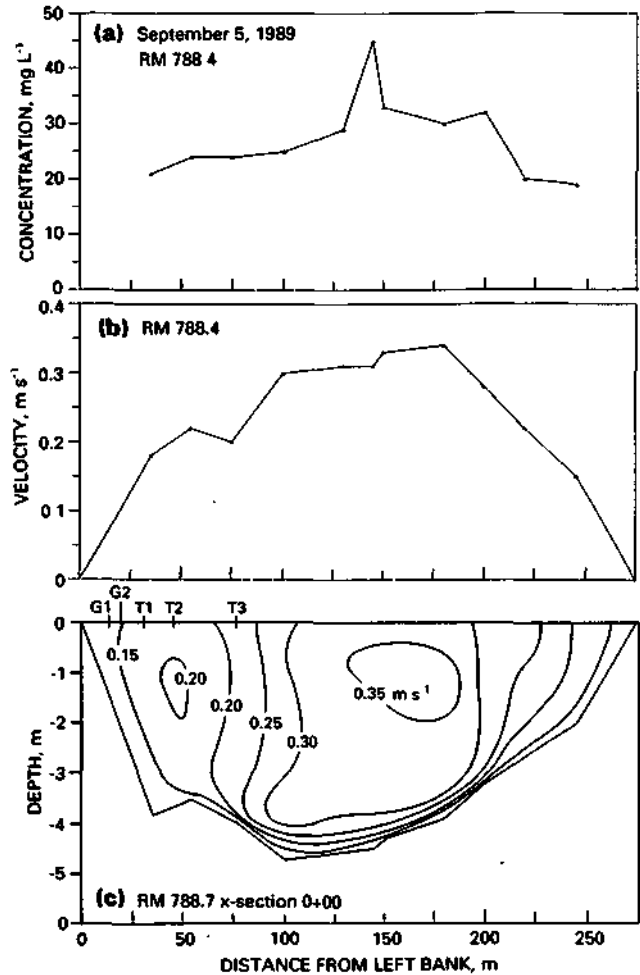 50
(a) September 5, 1989
RM 788 4
40
30
20
10
0
CONCENTRATION, mg L⁻¹
0.4
(b) RM 788.4
0.3
0.2
0 1
0
VELOCITY, m s⁻¹
G1 G2 T1 T2 T3
0
0.15
0.20
0.20
0.25
0.30
0.35 m s¹
-1
-2
-3
-4
-5
0
DEPTH, m
(c) RM 788.7 x-section 0+00
0 50 100 150 200 250
DISTANCE FROM LEFT BANK, m